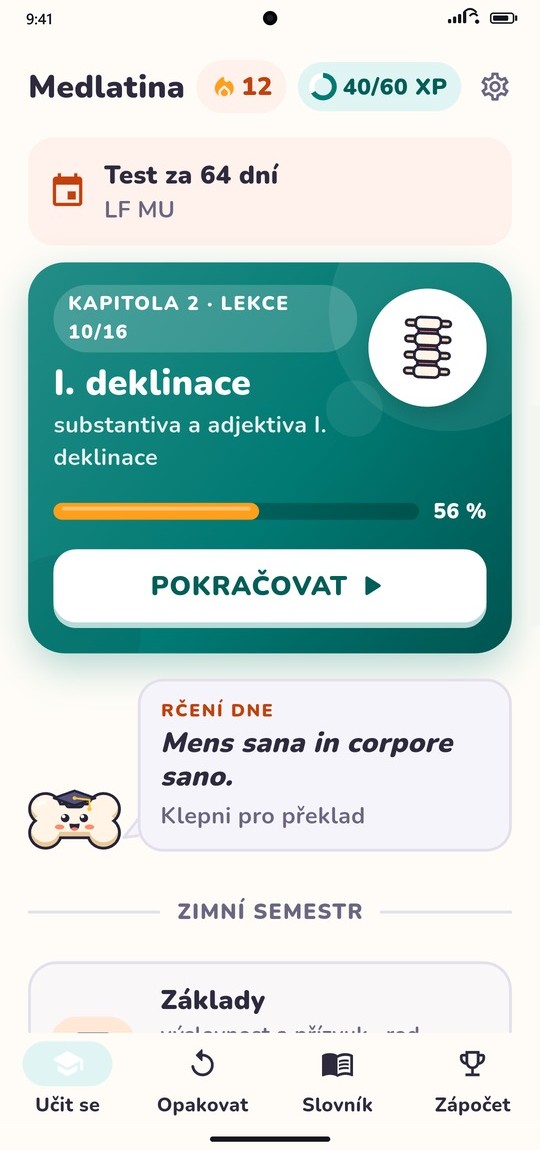 9:41
Medlatina
12
40/60 XP
Test za 64 dní
LF MU
KAPITOLA 2 · LEKCE
10/16
I. deklinace
substantiva a adjektiva I.
deklinace
56 %
POKRAČOVAT
RČENÍ DNE
Mens sana in corpore
sano.
Klepni pro překlad
ZIMNÍ SEMESTR
Základy
Učit se
Opakovat
Slovník
Zápočet